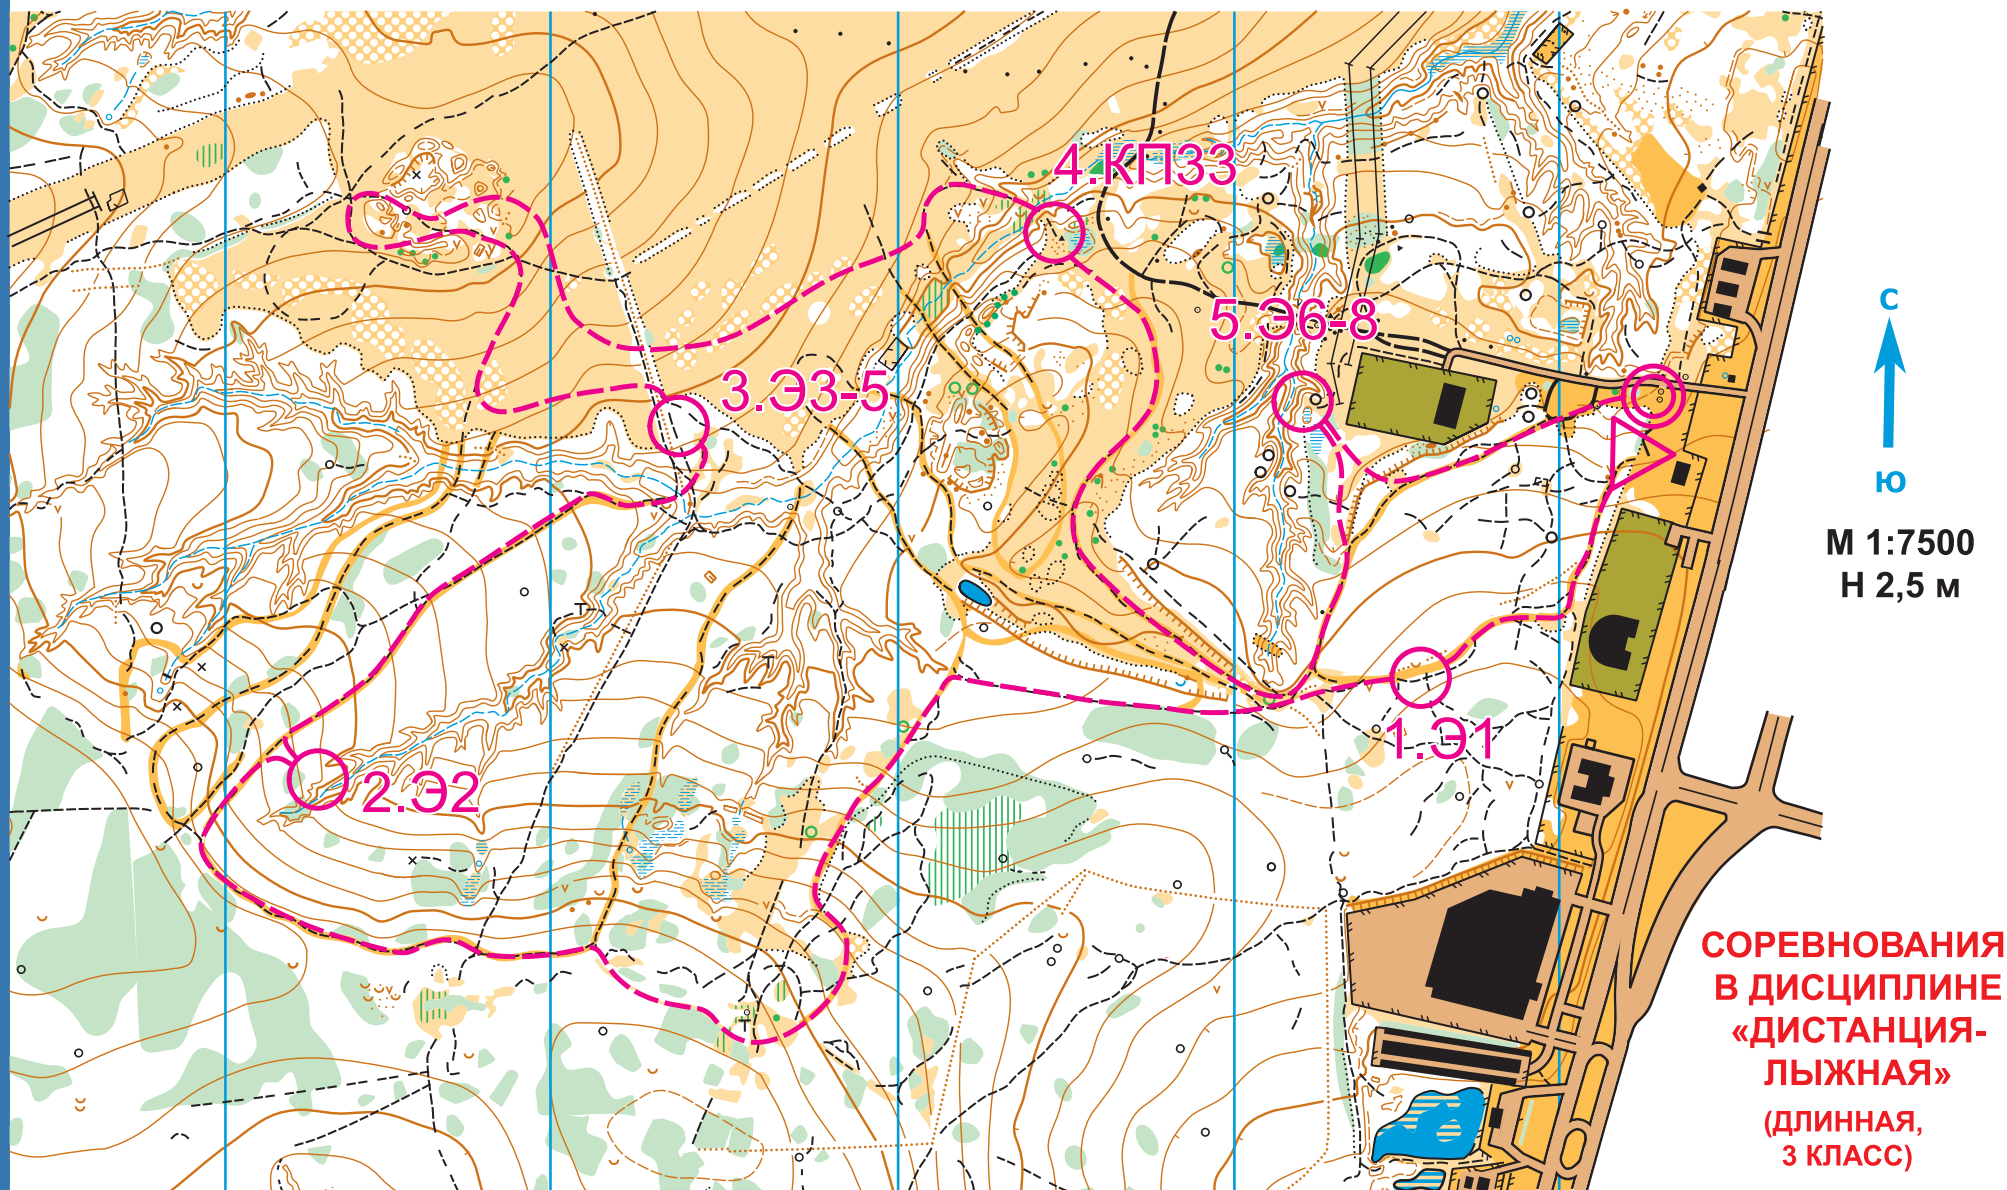 4.КП33
5.Э6-8
3.Э3-5
2.Э2
1.Э1
С
Ю
М 1:7500
Н 2,5 м
СОРЕВНОВАНИЯ
В ДИСЦИПЛИНЕ
«ДИСТАНЦИЯ-
ЛЫЖНАЯ»
(ДЛИННАЯ,
3 КЛАСС)